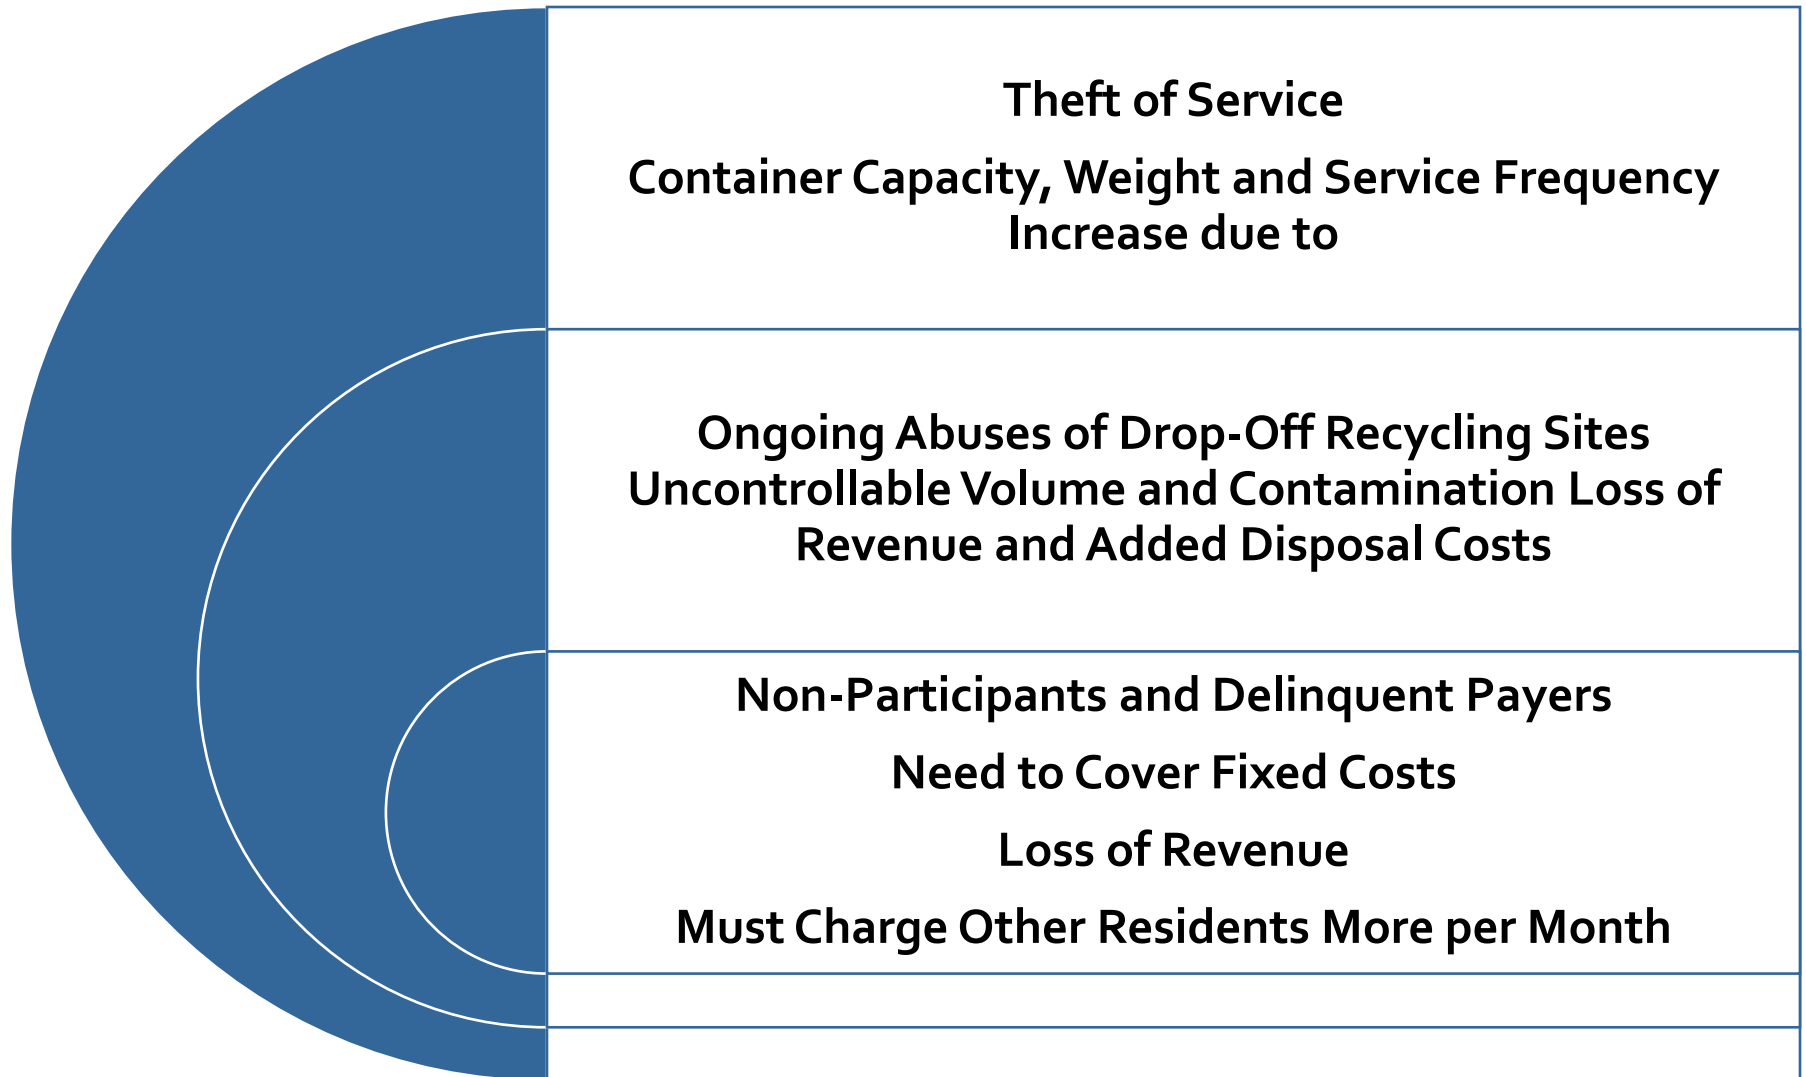 Theft of Service
Container Capacity, Weight and Service Frequency
Increase due to
Ongoing Abuses of Drop-Off Recycling Sites
Uncontrollable Volume and Contamination Loss of
Revenue and Added Disposal Costs
Non-Participants and Delinquent Payers
Need to Cover Fixed Costs
Loss of Revenue
Must Charge Other Residents More per Month